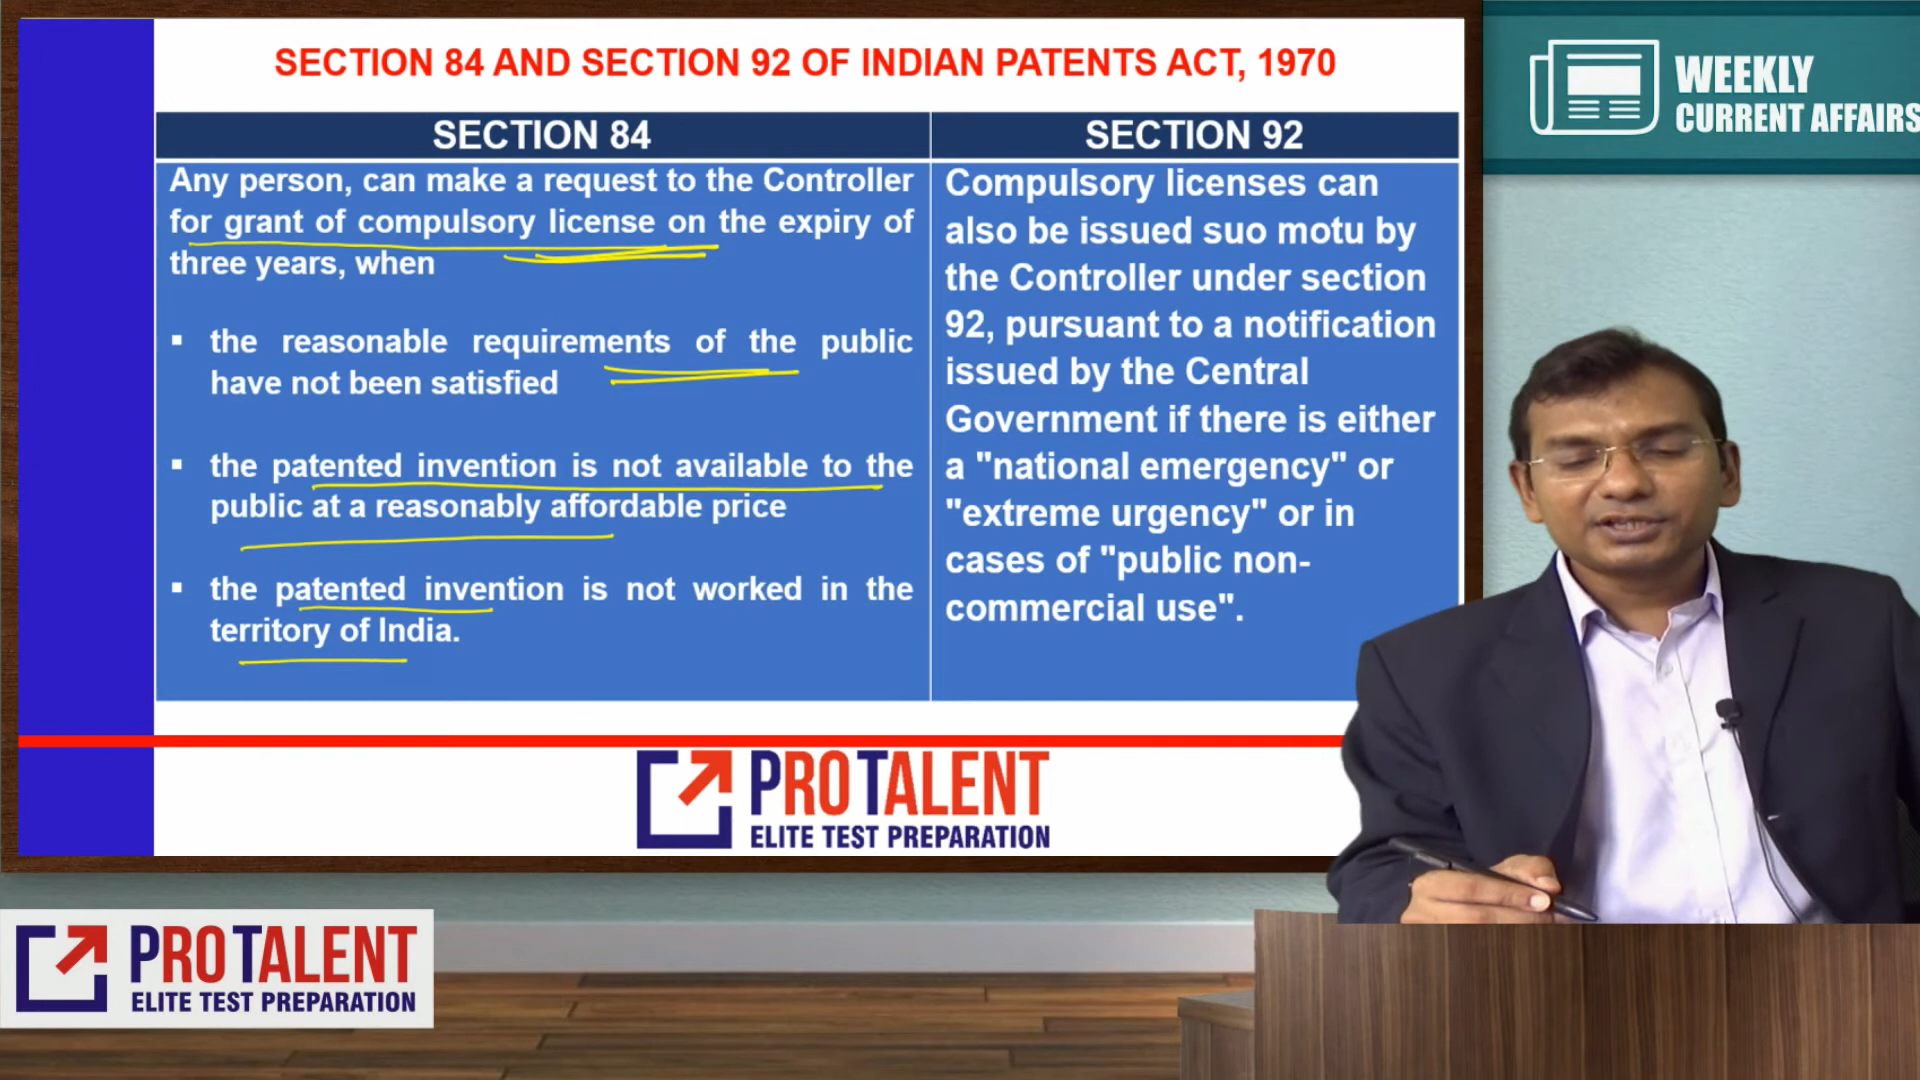 SECTION 84 AND SECTION 92 OF INDIAN PATENTS ACT, 1970
SECTION 84
Any person, can make a request to the Controller
for grant of compulsory license on the expiry of
three years, when
▪ the reasonable requirements of the public
have not been satisfied
▪ the patented invention is not available to the
public at a reasonably affordable price
▪ the patented invention is not worked in the
territory of India.
SECTION 92
Compulsory licenses can
also be issued suo motu by
the Controller under section
92, pursuant to a notification
issued by the Central
Government if there is either
a "national emergency" or
"extreme urgency" or in
cases of "public non-
commercial use".
WEEKLY
CURRENT AFFAIRS
PROTALENT
ELITE TEST PREPARATION
PROTALENT
ELITE TEST PREPARATION